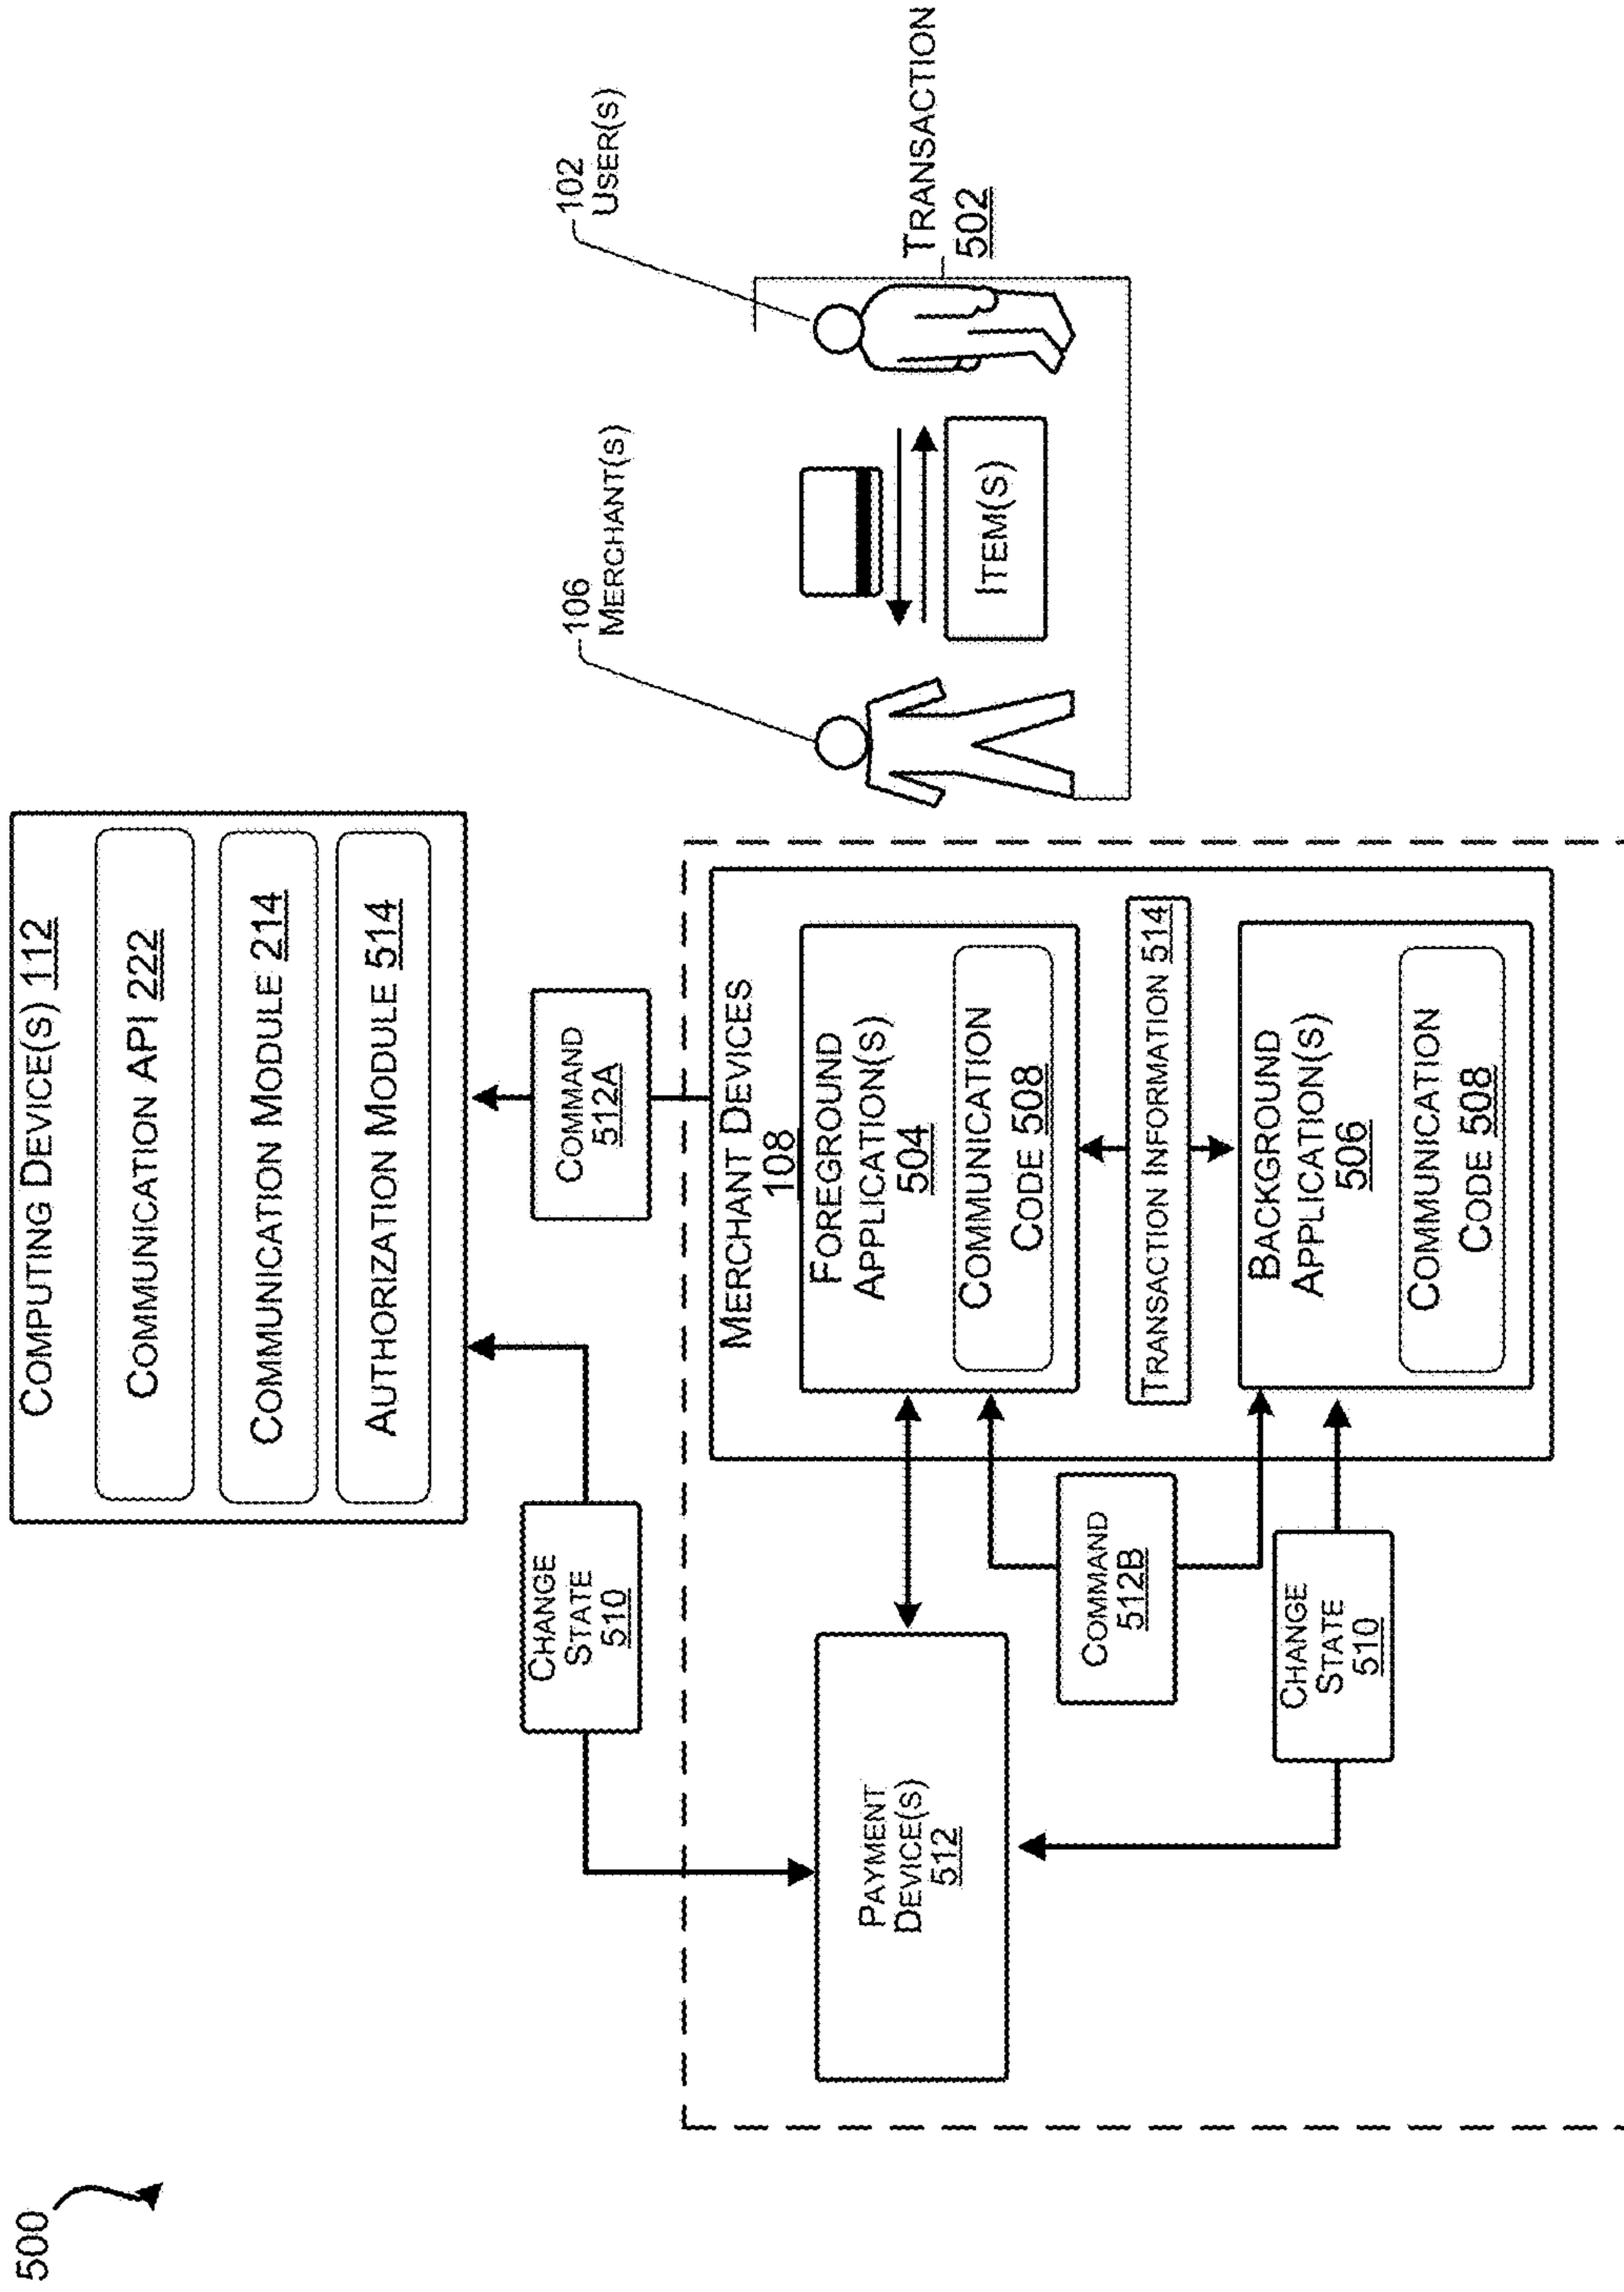 500
COMPUTING DEVICE(S) 112
COMMUNICATION API 222
COMMUNICATION MODULE 214
AUTHORIZATION MODULE 514
CHANGE
STATE
510
COMMAND
512A
106
MERCHANT(S)
102
USER(S)
ITEM(S)
TRANSACTION
502
PAYMENT
DEVICE(S)
512
MERCHANT DEVICES
108
FOREGROUND
APPLICATION(S)
504
COMMUNICATION
CODE 508
COMMAND
512B
TRANSACTION INFORMATION 514
CHANGE
STATE
510
BACKGROUND
APPLICATION(S)
506
COMMUNICATION
CODE 508